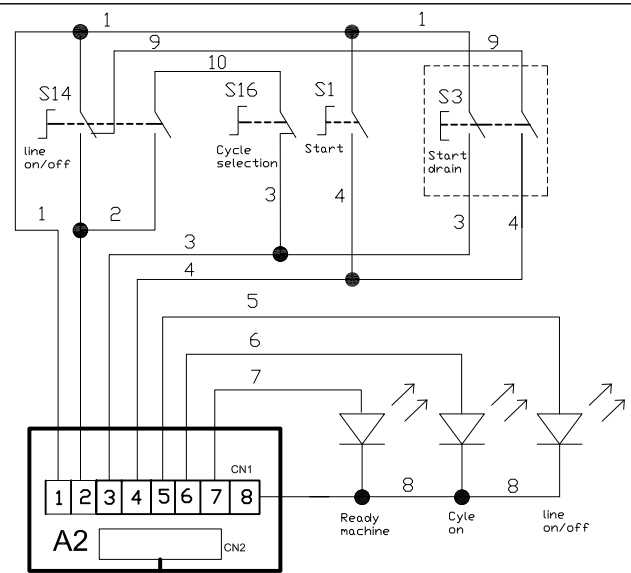 1
1
9
9
10
S14
S16
S1
S3
line
on/off
Cycle
selection
Start
Start
drain
1
2
3
4
3
4
3
4
5
6
7
1 2 3 4 5 6 7 8
CN1
8
8
A2
CN2
Ready
machine
Cyle
on
line
on/off